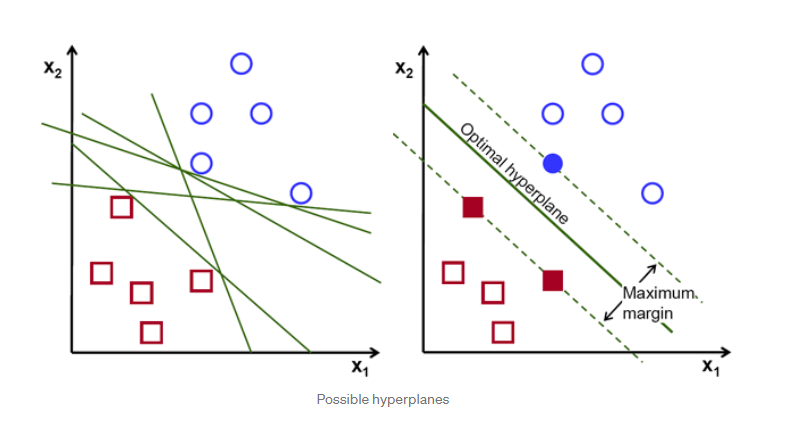 x2
x1
x2
Optimal hyperplane
Maximum
margin
x1
Possible hyperplanes